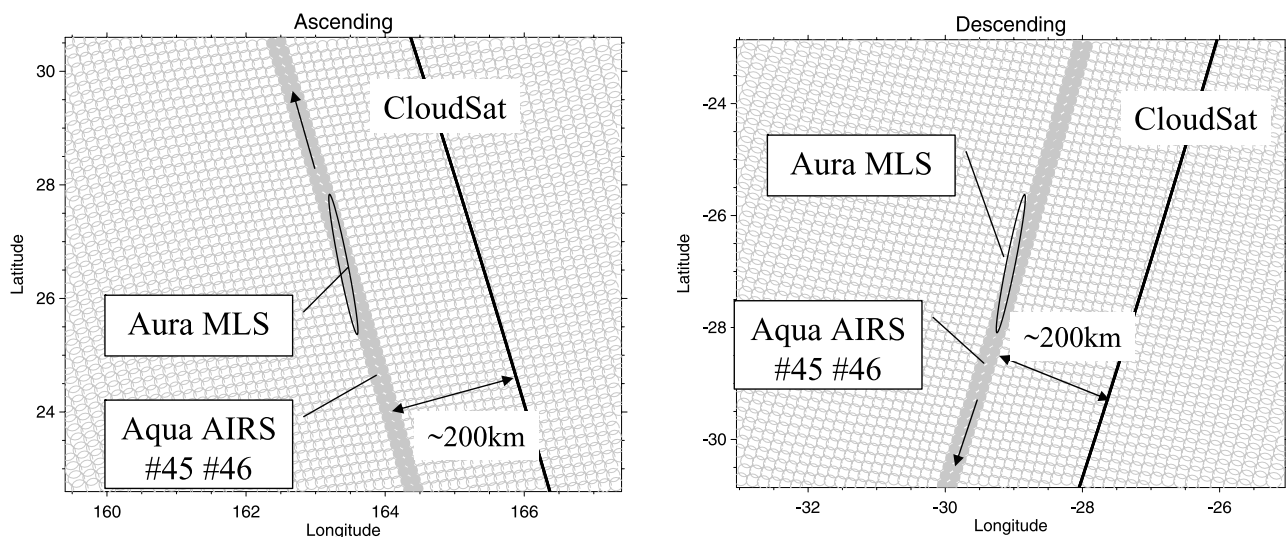 Ascending
30
28
26
24
Latitude
160
162
164
166
Longitude
CloudSat
Aura MLS
Aqua AIRS
#45 #46
~200km
Descending
-24
-26
-28
-30
Latitude
-32
-30
-28
-26
Longitude
CloudSat
Aura MLS
Aqua AIRS
#45 #46
~200km